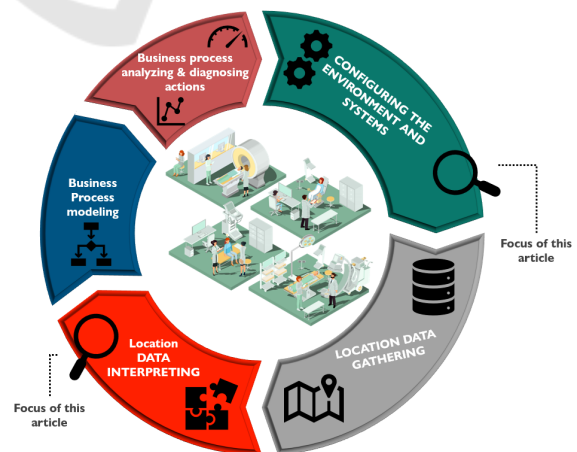 Business process
analyzing & diagnosing
actions
CONFIGURING THE
ENVIRONMENT AND
SYSTEMS
Focus of this
article
LOCATION DATA
GATHERING
Location
DATA
INTERPRETING
Focus of this
article
Business
Process
modeling